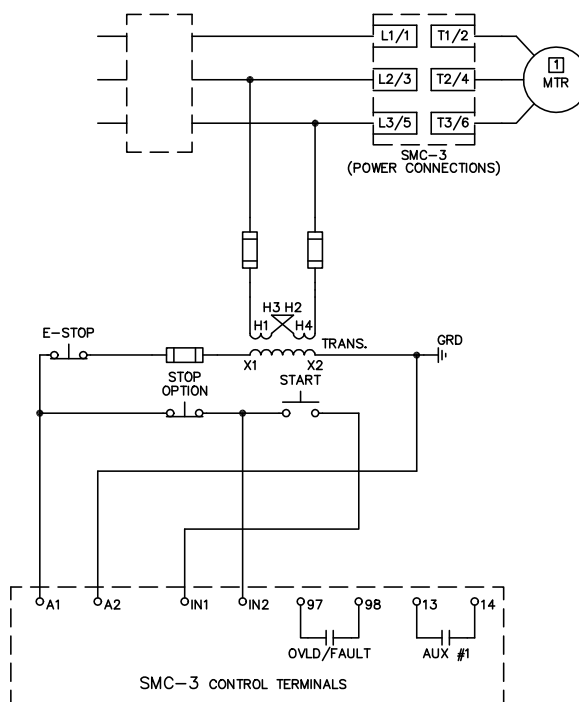 L1/1 T1/2
1
L2/3 T2/4 MTR
L3/5 T3/6
SMC-3
(POWER CONNECTIONS)
H3 H2
H1 H4
E-STOP
TRANS.
GRD
X1 X2
STOP
OPTION
START
A1 A2 IN1 IN2 97 98 13 14
OVLD/FAULT AUX #1
SMC-3 CONTROL TERMINALS